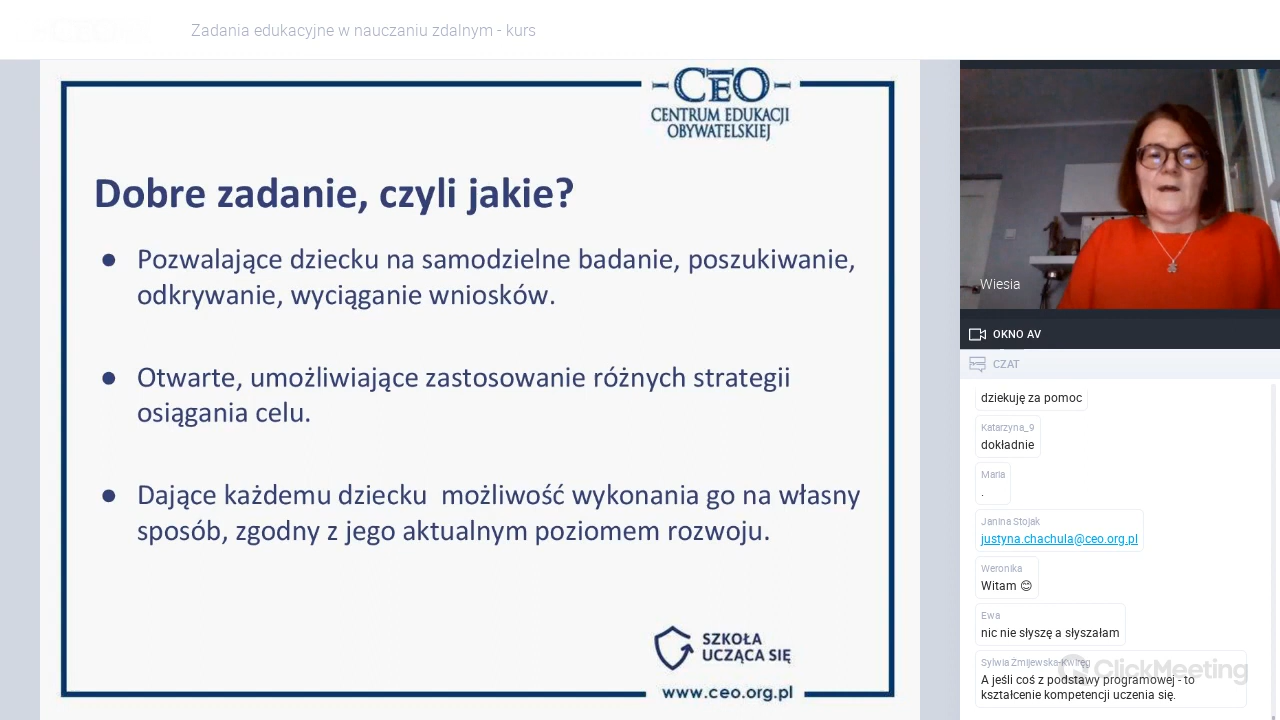 Zadania edukacyjne w nauczaniu zdalnym - kurs
CEO
CENTRUM EDUKACJI
OBYWATELSKIEJ
Dobre zadanie, czyli jakie?
● Pozwalające dziecku na samodzielne badanie, poszukiwanie,
odkrywanie, wyciąganie wniosków.
● Otwarte, umożliwiające zastosowanie różnych strategii
osiągania celu.
● Dające każdemu dziecku możliwość wykonania go na własny
sposób, zgodny z jego aktualnym poziomem rozwoju.
SZKOŁA
UCZĄCA SIĘ
www.ceo.org.pl
Wiesia
OKNO AV
CZAT
dziekuję za pomoc
Katarzyna_9
dokładnie
Maria
.
Janina Stojak
justyna.chachula@ceo.org.pl
Weronika
Witam 😊
Ewa
nic nie słyszę a słyszałam
Sylwia Żmijewska-Kwiręg
A jeśli coś z podstawy programowej - to
kształcenie kompetencji uczenia się.
ClickMeeting